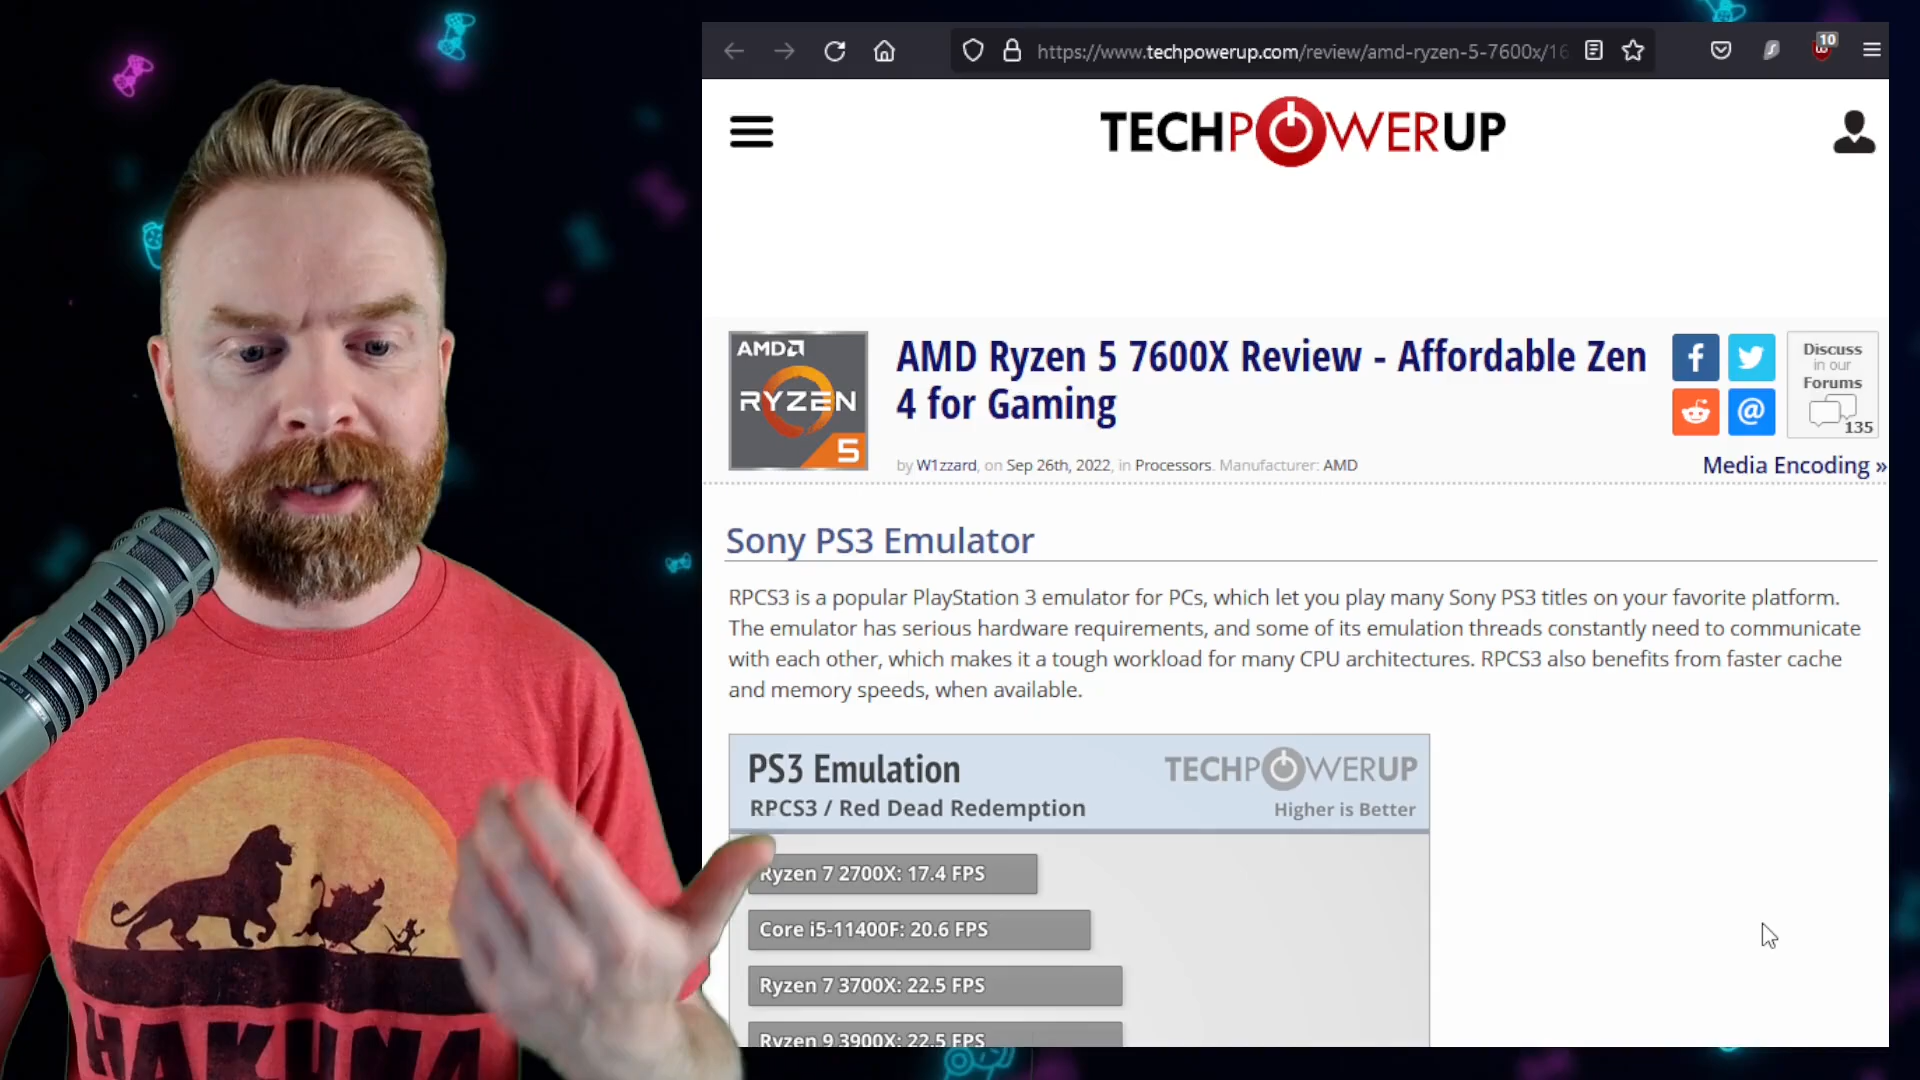 https://www.techpowerup.com/review/amd-ryzen-5-7600x/16
10
TECHPOWERUP
AMD
RYZEN
5
AMD Ryzen 5 7600X Review - Affordable Zen
4 for Gaming
by W1zzard, on Sep 26th, 2022, in Processors. Manufacturer: AMD
Discuss
in our
Forums
135
Media Encoding »
Sony PS3 Emulator
RPCS3 is a popular PlayStation 3 emulator for PCs, which let you play many Sony PS3 titles on your favorite platform.
The emulator has serious hardware requirements, and some of its emulation threads constantly need to communicate
with each other, which makes it a tough workload for many CPU architectures. RPCS3 also benefits from faster cache
and memory speeds, when available.
PS3 Emulation
TECHPOWERUP
RPCS3 / Red Dead Redemption
Higher is Better
Ryzen 7 2700X: 17.4 FPS
Core i5-11400F: 20.6 FPS
Ryzen 7 3700X: 22.5 FPS
Ryzen 9 3900X: 22.5 FPS
HAKUNA